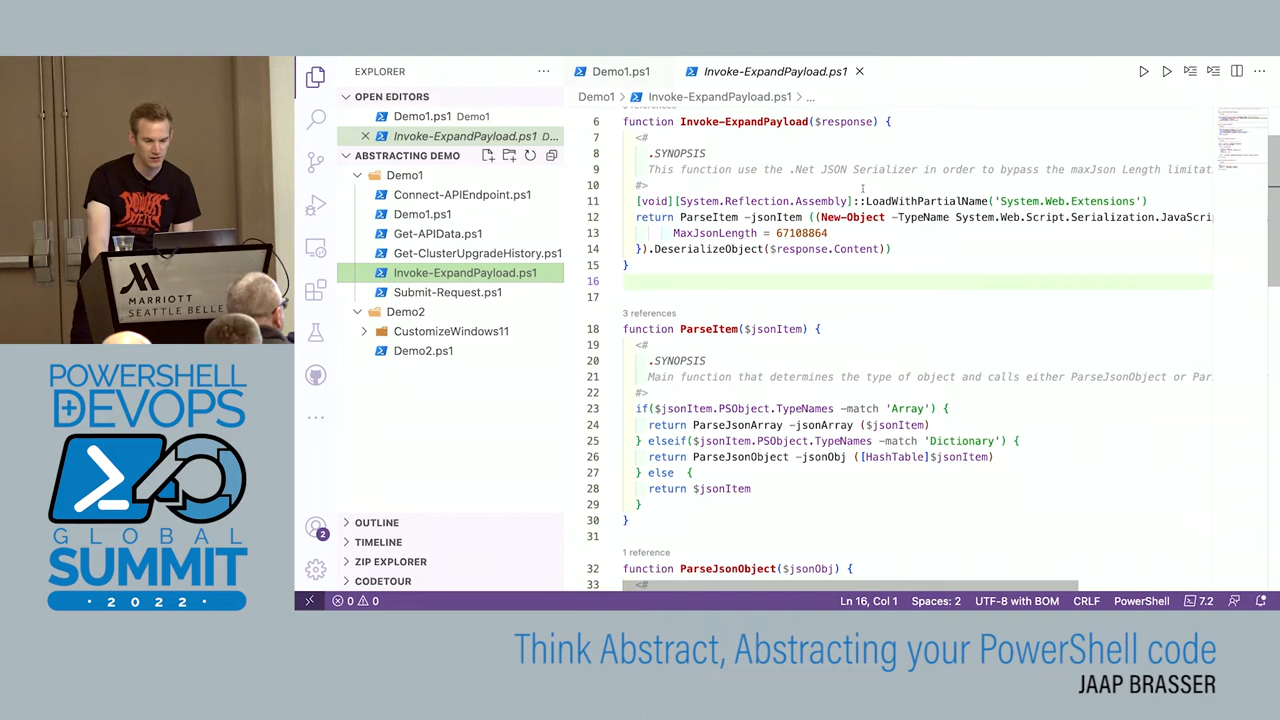 EXPLORER
OPEN EDITORS
Demo1.ps1 Demo1
Invoke-ExpandPayload.ps1 D...
ABSTRACTING DEMO
Demo1
Connect-APIEndpoint.ps1
Demo1.ps1
Get-APIData.ps1
Get-ClusterUpgradeHistory.ps1
Invoke-ExpandPayload.ps1
Submit-Request.ps1
Demo2
CustomizeWindows11
Demo2.ps1
OUTLINE
TIMELINE
ZIP EXPLORER
CODETOUR
Demo1.ps1
Invoke-ExpandPayload.ps1
Demo1 > Invoke-ExpandPayload.ps1 > ...
6 function Invoke-ExpandPayload($response) {
7 <#
8 .SYNOPSIS
9 This function use the .Net JSON Serializer in order to bypass the maxJson Length limitat
10 #>
11 [void][System.Reflection.Assembly]::LoadWithPartialName('System.Web.Extensions')
12 return ParseItem -jsonItem ((New-Object -TypeName System.Web.Script.Serialization.JavaScri
13 MaxJsonLength = 67108864
14 }).DeserializeObject($response.Content))
15 }
16
17
3 references
18 function ParseItem($jsonItem) {
19 <#
20 .SYNOPSIS
21 Main function that determines the type of object and calls either ParseJsonObject or Par
22 #>
23 if($jsonItem.PSObject.TypeNames -match 'Array') {
24 return ParseJsonArray -jsonArray ($jsonItem)
25 } elseif($jsonItem.PSObject.TypeNames -match 'Dictionary') {
26 return ParseJsonObject -jsonObj ([HashTable]$jsonItem)
27 } else {
28 return $jsonItem
29 }
30 }
31
1 reference
32 function ParseJsonObject($jsonObj) {
33 <#
2
0 0
Ln 16, Col 1
Spaces: 2
UTF-8 with BOM
CRLF
PowerShell
7.2
MARRIOTT
SEATTLE BELLE
POWERSHELL
+DEVOPS
GLOBAL
SUMMIT
· 2 0 2 2 ·
Think Abstract, Abstracting your PowerShell code
JAAP BRASSER